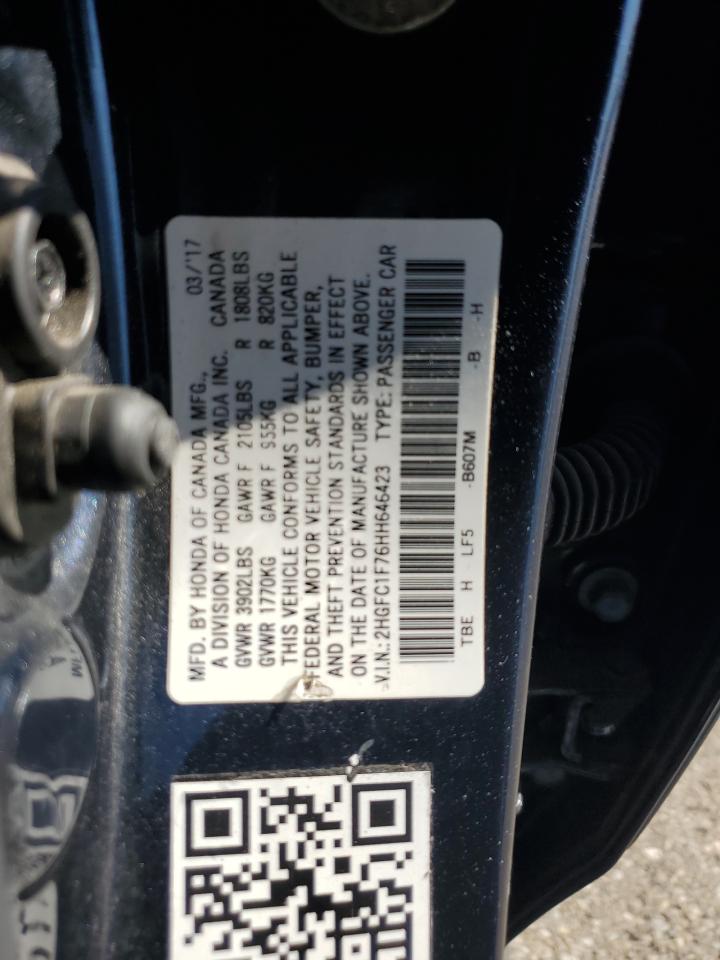 MFD. BY HONDA OF CANADA MFG., 03/'17
A DIVISION OF HONDA CANADA INC. CANADA
GVWR 3902LBS GAWR F 2105LBS R 1808LBS
GVWR 1770KG GAWR F 955KG R 820KG
THIS VEHICLE CONFORMS TO ALL APPLICABLE
FEDERAL MOTOR VEHICLE SAFETY, BUMPER,
AND THEFT PREVENTION STANDARDS IN EFFECT
ON THE DATE OF MANUFACTURE SHOWN ABOVE.
V.I.N.: 2HGFC1F76HH646423 TYPE: PASSENGER CAR
TBE H LF5 -B607M -B -H